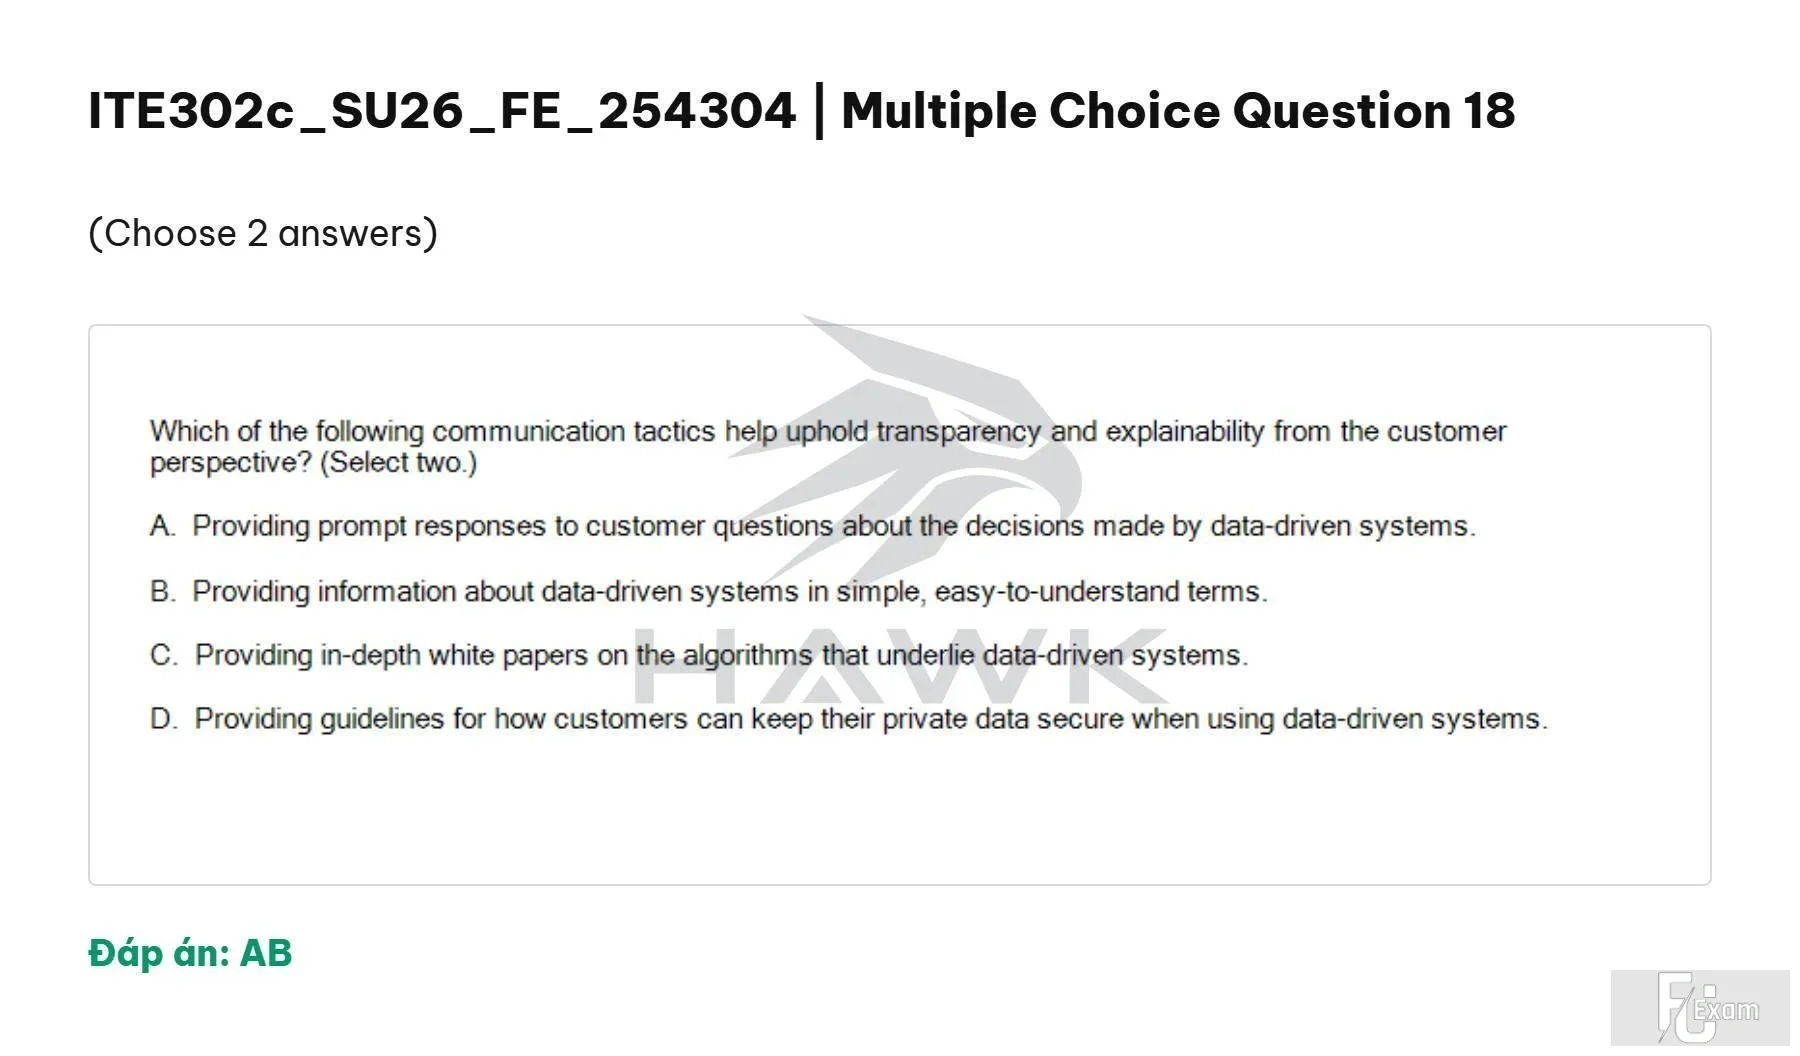 ITE302c_SU26_FE_254304 | Multiple Choice Question 18
(Choose 2 answers)
Which of the following communication tactics help uphold transparency and explainability from the customer
perspective? (Select two.)
A. Providing prompt responses to customer questions about the decisions made by data-driven systems.
B. Providing information about data-driven systems in simple, easy-to-understand terms.
HAWK
C. Providing in-depth white papers on the algorithms that underlie data-driven systems.
D. Providing guidelines for how customers can keep their private data secure when using data-driven systems.
Đáp án: AB
FU Exam